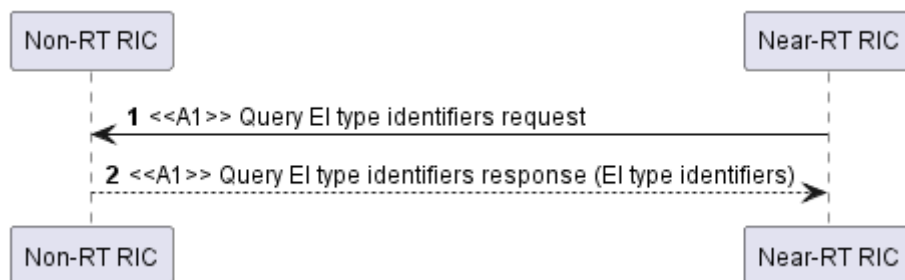 Non-RT RIC
Near-RT RIC
1 <<A1>> Query EI type identifiers request
2 <<A1>> Query EI type identifiers response (EI type identifiers)
Non-RT RIC
Near-RT RIC